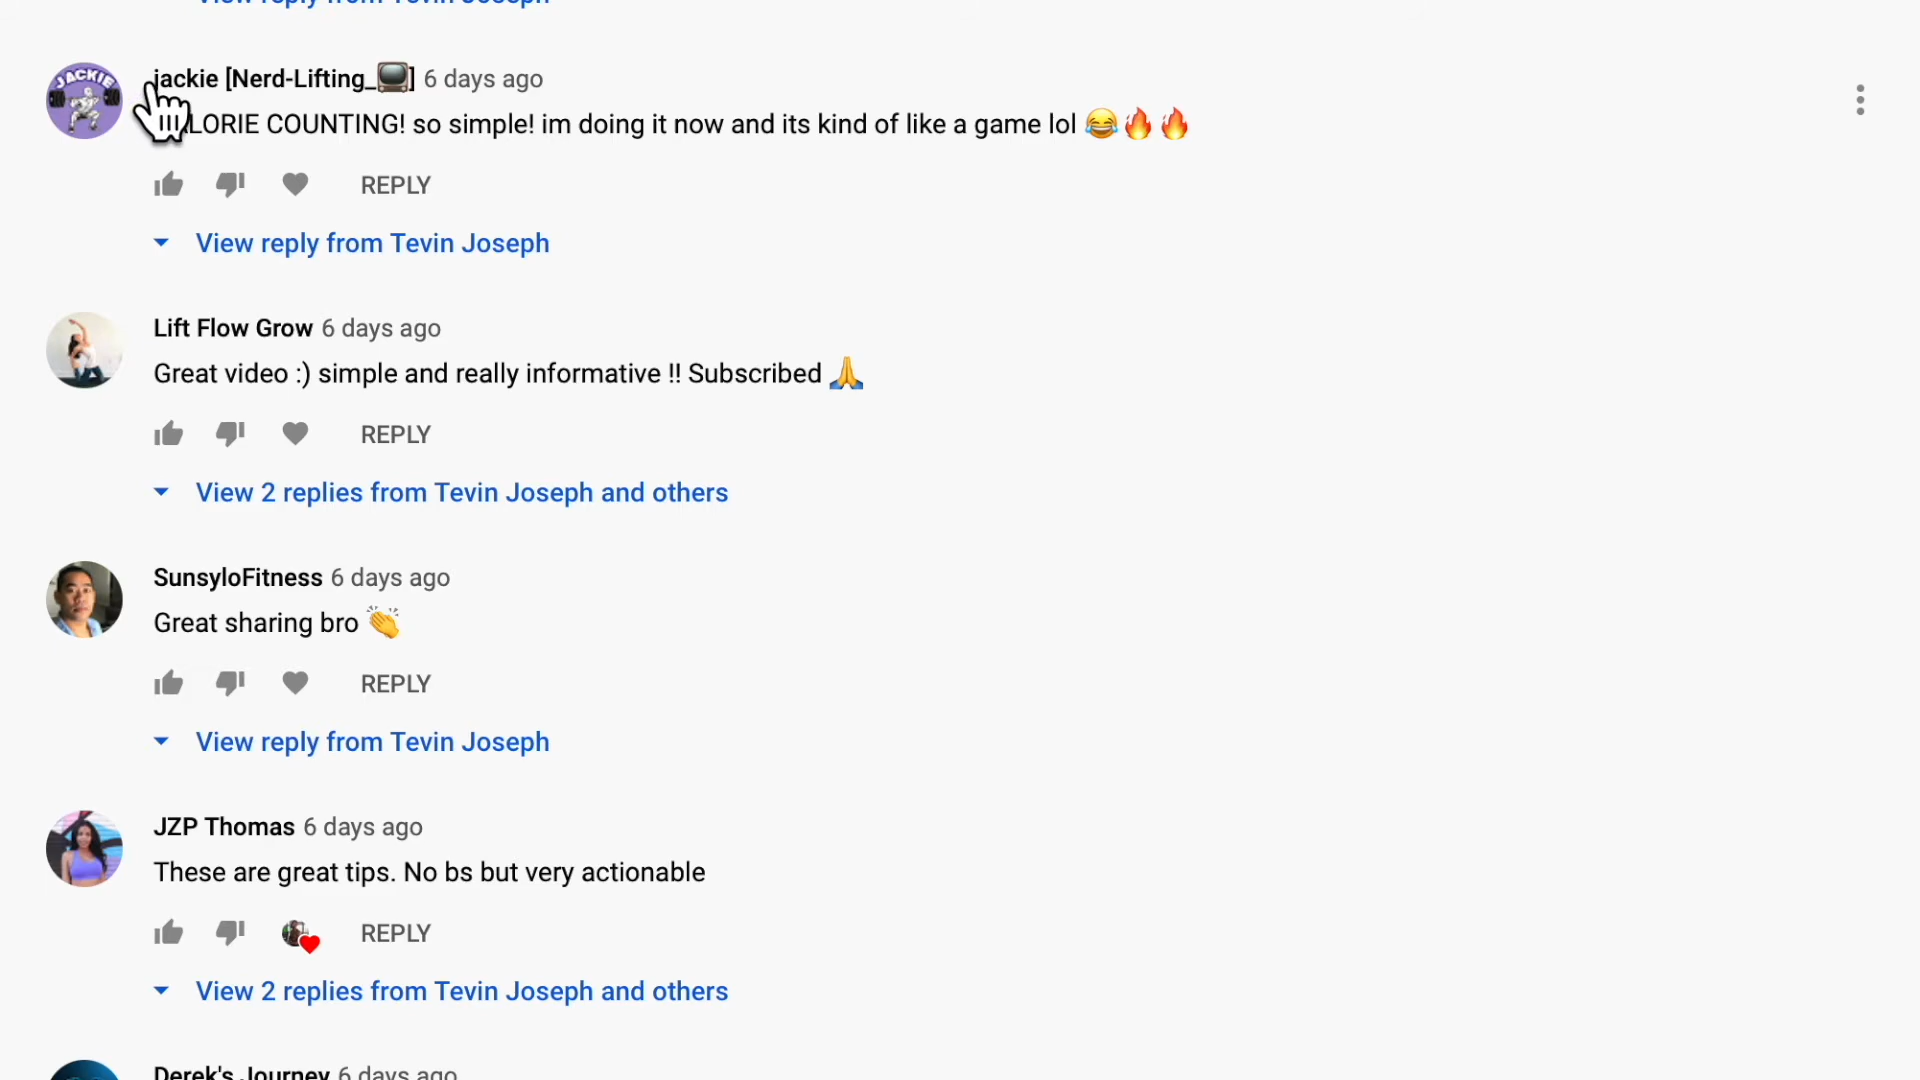 JACKIE
jackie [Nerd-Lifting_📺] 6 days ago
LORIE COUNTING! so simple! im doing it now and its kind of like a game lol 😂🔥🔥
REPLY
View reply from Tevin Joseph
Lift Flow Grow 6 days ago
Great video :) simple and really informative !! Subscribed 🙏
REPLY
View 2 replies from Tevin Joseph and others
SunsyloFitness 6 days ago
Great sharing bro 👏
REPLY
View reply from Tevin Joseph
JZP Thomas 6 days ago
These are great tips. No bs but very actionable
REPLY
View 2 replies from Tevin Joseph and others
Derek's Journey 6 days ago